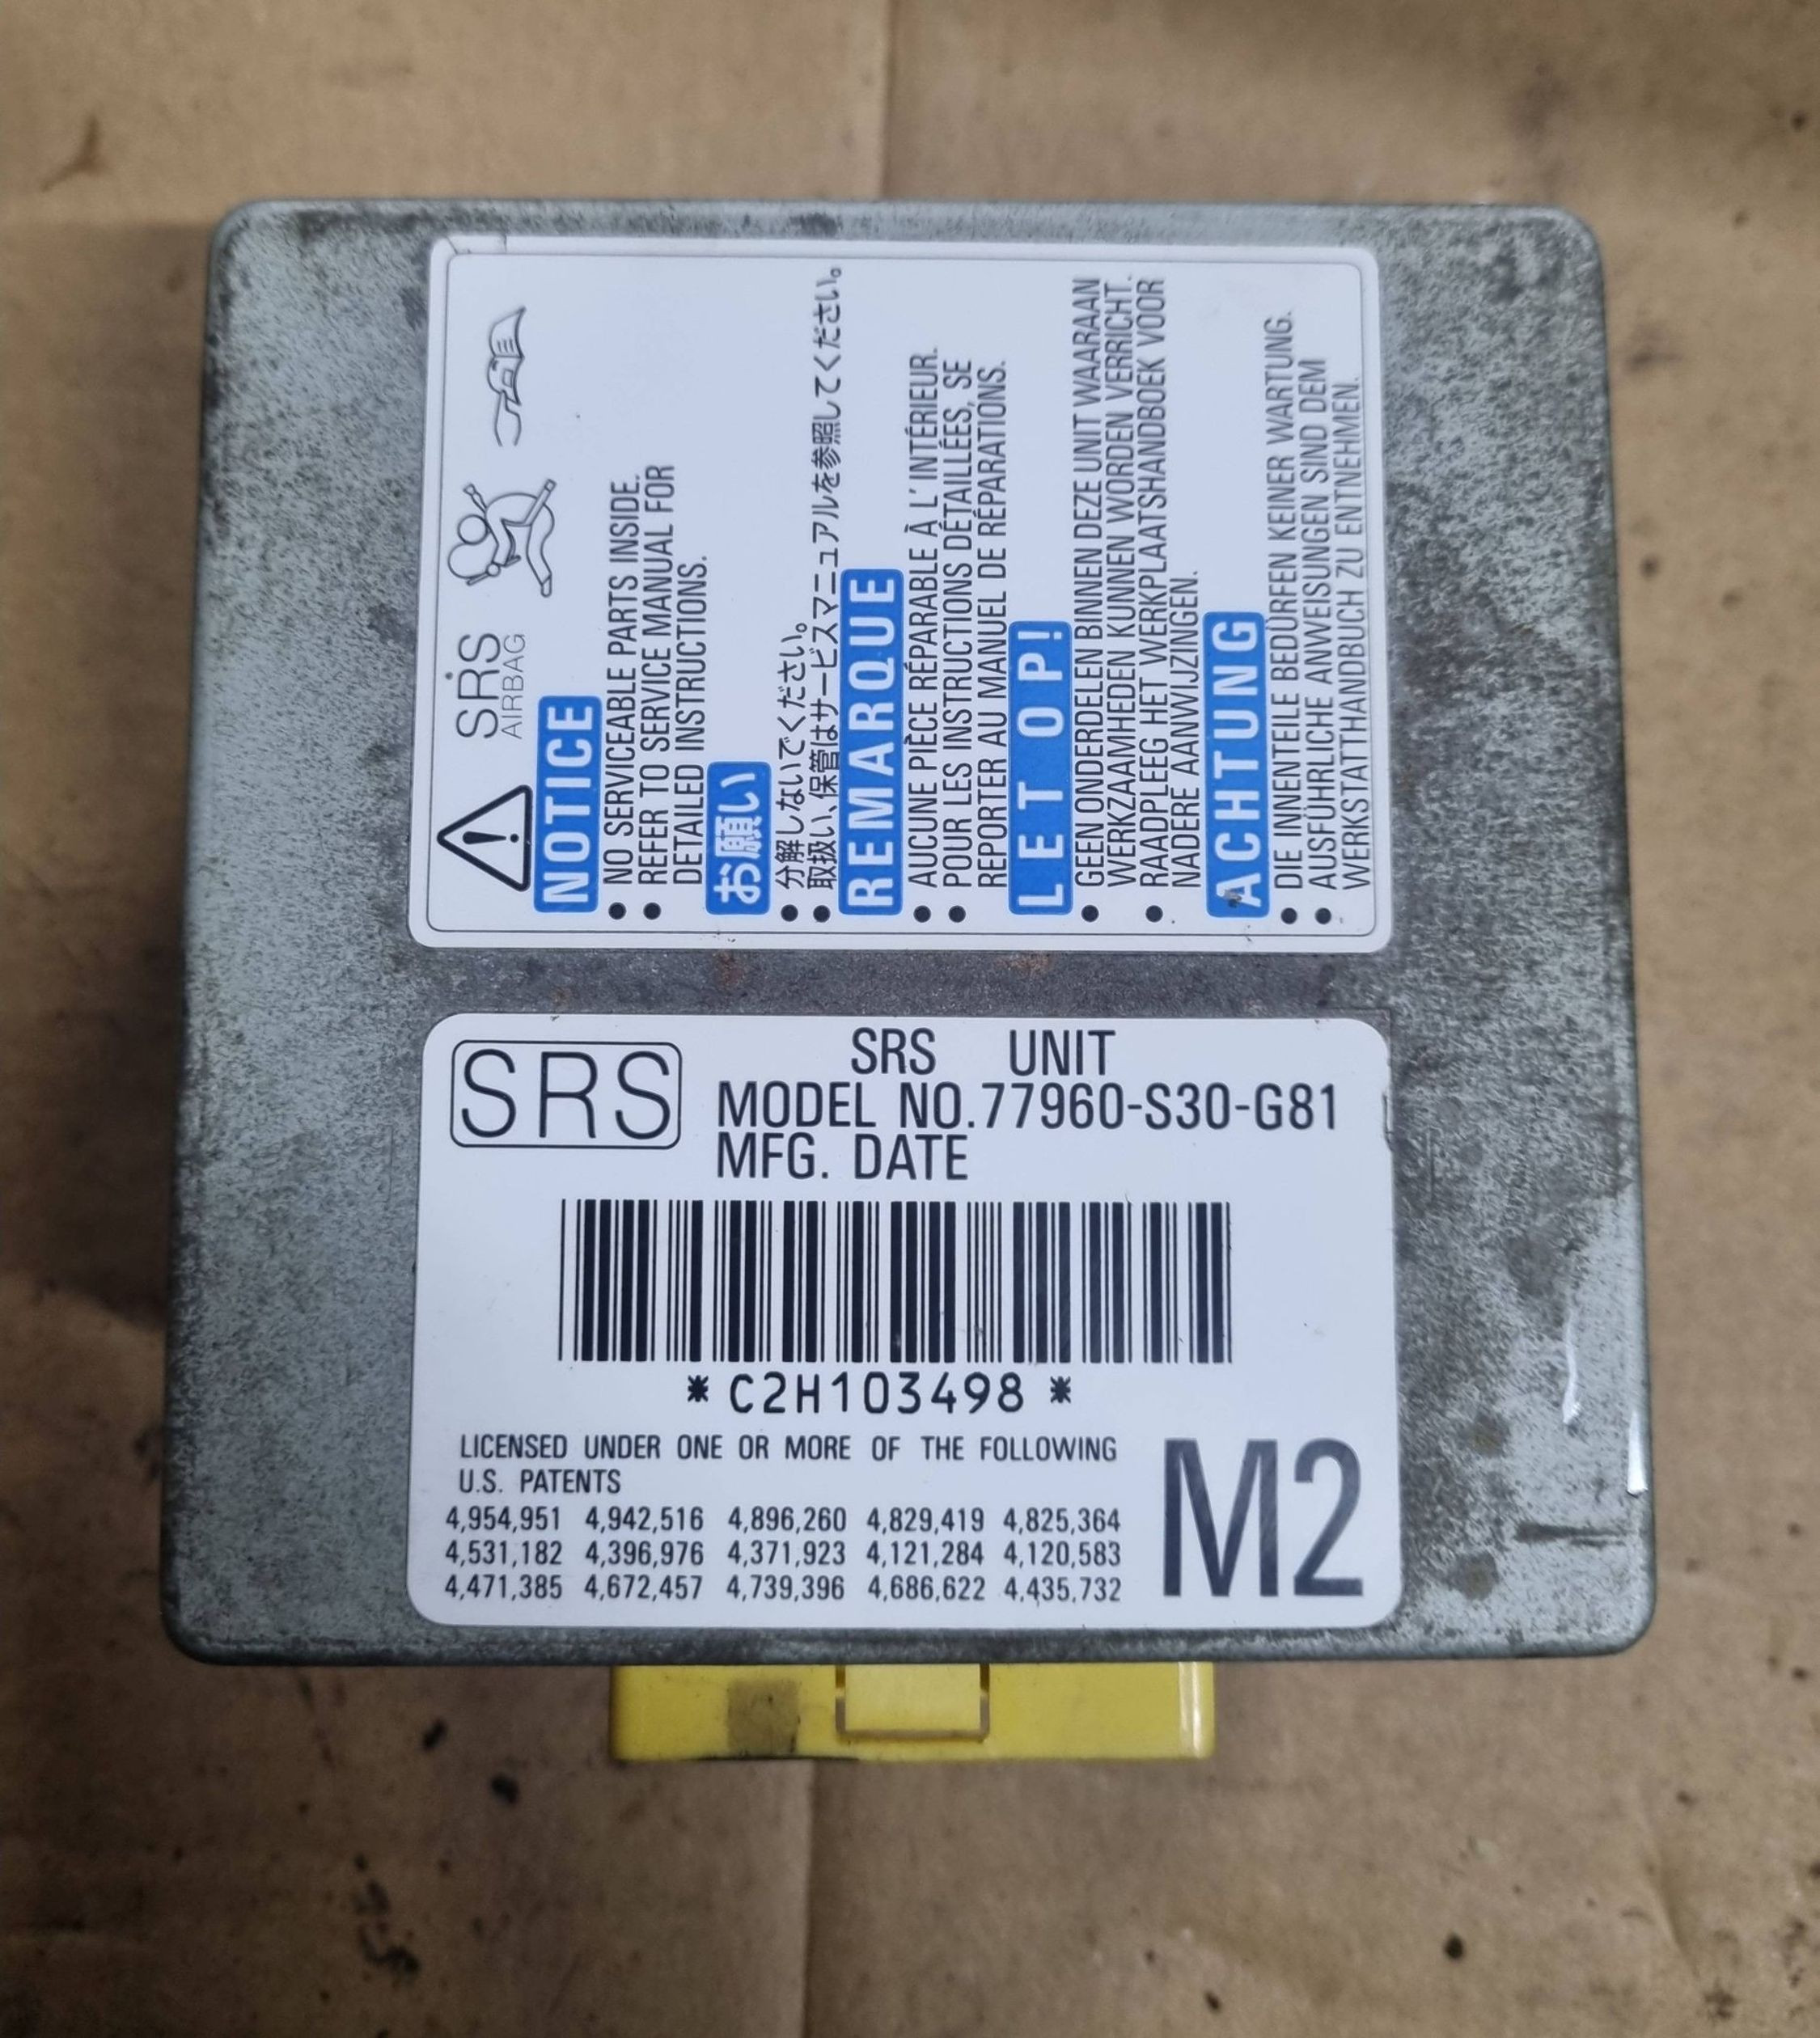 SRS
AIRBAG
NOTICE
● NO SERVICEABLE PARTS INSIDE.
● REFER TO SERVICE MANUAL FOR
DETAILED INSTRUCTIONS.
お願い
● 分解しないでください。
● 取扱い、保管はサービスマニュアルを参照してください。
REMARQUE
● AUCUNE PIÈCE RÉPARABLE À L' INTÉRIEUR.
● POUR LES INSTRUCTIONS DÉTAILLÉES, SE
REPORTER AU MANUEL DE RÉPARATIONS.
LET OP!
● GEEN ONDERDELEN BINNEN DEZE UNIT WAARAAN
WERKZAAMHEDEN KUNNEN WORDEN VERRICHT.
● RAADPLEEG HET WERKPLAATSHANDBOEK VOOR
NADERE AANWIJZINGEN.
ACHTUNG
● DIE INNENTEILE BEDÜRFEN KEINER WARTUNG.
● AUSFÜHRLICHE ANWEISUNGEN SIND DEM
WERKSTATTHANDBUCH ZU ENTNEHMEN.
SRS
SRS UNIT
MODEL NO.77960-S30-G81
MFG. DATE
*C2H103498*
LICENSED UNDER ONE OR MORE OF THE FOLLOWING
U.S. PATENTS
4,954,951 4,942,516 4,896,260 4,829,419 4,825,364
4,531,182 4,396,976 4,371,923 4,121,284 4,120,583
4,471,385 4,672,457 4,739,396 4,686,622 4,435,732
M2